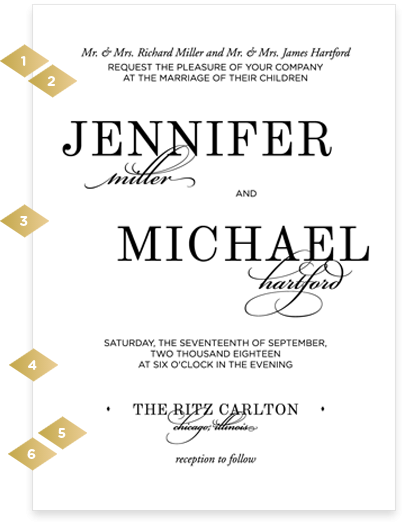 1
Mr. & Mrs. Richard Miller and Mr. & Mrs. James Hartford
2
REQUEST THE PLEASURE OF YOUR COMPANY
AT THE MARRIAGE OF THEIR CHILDREN
JENNIFER
miller
AND
3
MICHAEL
hartford
SATURDAY, THE SEVENTEENTH OF SEPTEMBER,
TWO THOUSAND EIGHTEEN
4
AT SIX O'CLOCK IN THE EVENING
THE RITZ CARLTON
chicago, illinois
5
6
reception to follow